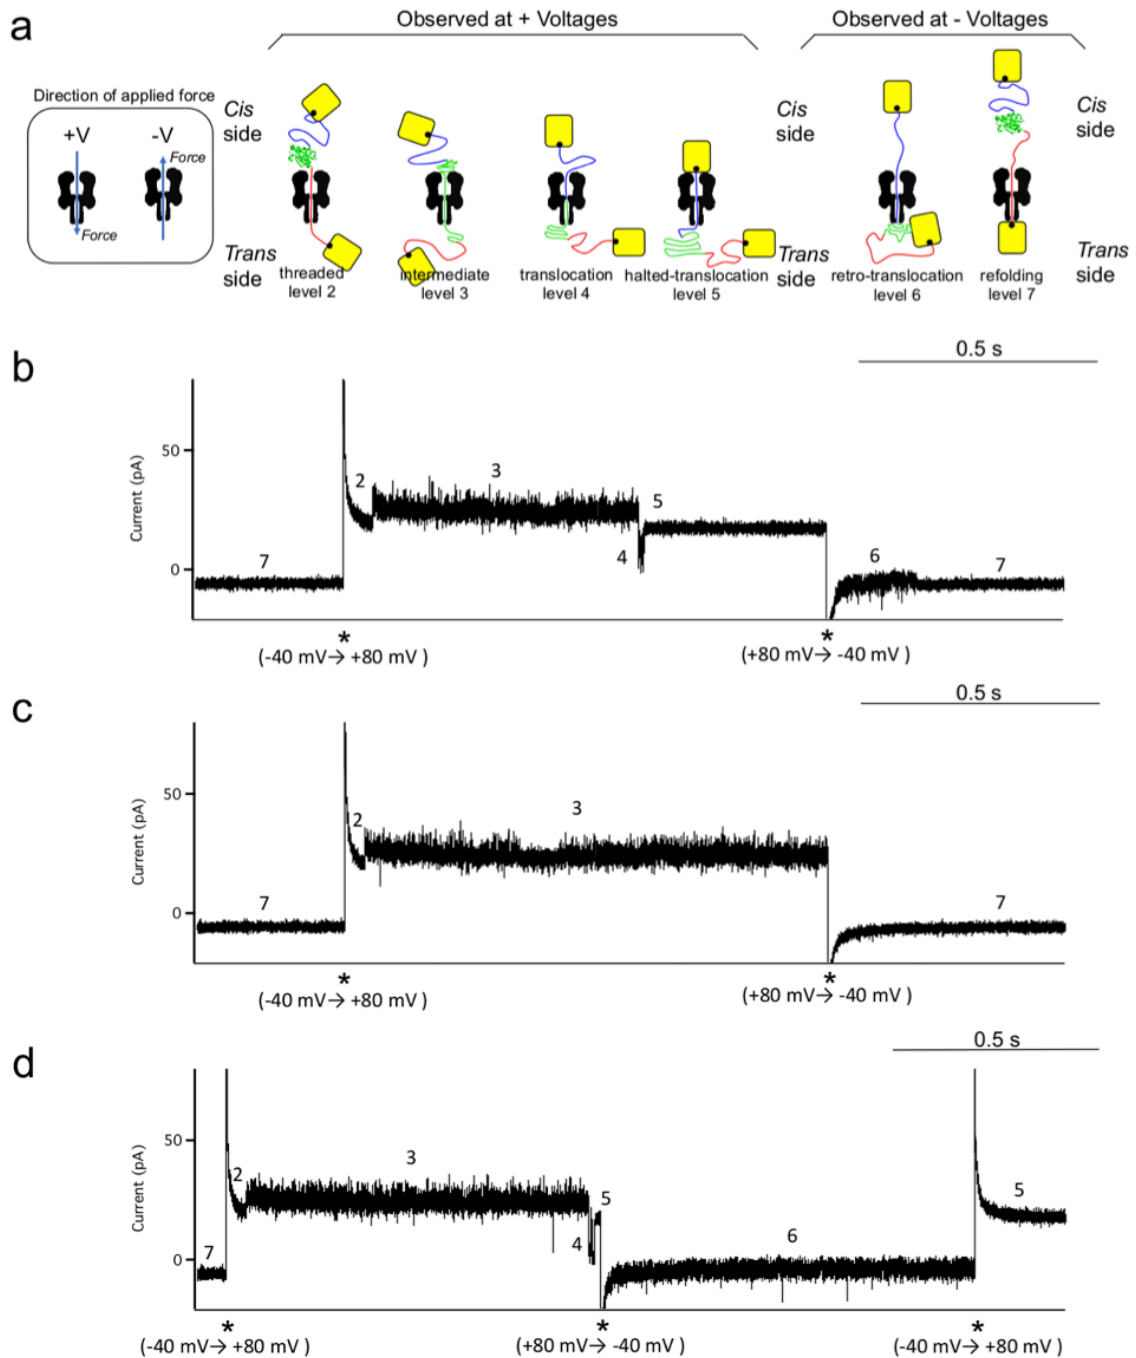 a
Observed at + Voltages
Observed at - Voltages
Direction of applied force
+V
-V
Force
Force
Cis
side
Trans
side
threaded
level 2
intermediate
level 3
translocation
level 4
halted-translocation
level 5
Cis
side
Trans
side
retro-translocation
level 6
refolding
level 7
Cis
side
Trans
side
b
0.5 s
Current (pA)
50
0
7
2
3
4
5
6
7
*
(-40 mV→ +80 mV )
*
(+80 mV→ -40 mV )
c
0.5 s
Current (pA)
50
0
7
2
3
7
*
(-40 mV→ +80 mV )
*
(+80 mV→ -40 mV )
d
0.5 s
Current (pA)
50
0
7
2
3
4
5
6
5
*
(-40 mV→ +80 mV )
*
(+80 mV→ -40 mV )
*
(-40 mV→ +80 mV )